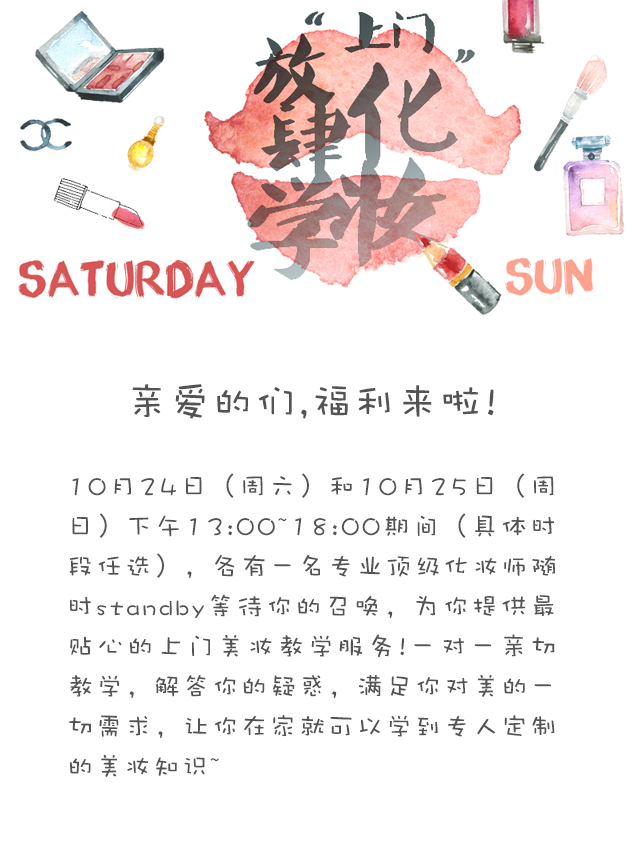 “上门”
化妆
放肆学
SATURDAY
SUN
亲爱的们,福利来啦!
10月24日（周六）和10月25日（周
日）下午13:00~18:00期间（具体时
段任选），各有一名专业顶级化妆师随
时standby等待你的召唤，为你提供最
贴心的上门美妆教学服务!一对一亲切
教学，解答你的疑惑，满足你对美的一
切需求，让你在家就可以学到专人定制
的美妆知识~